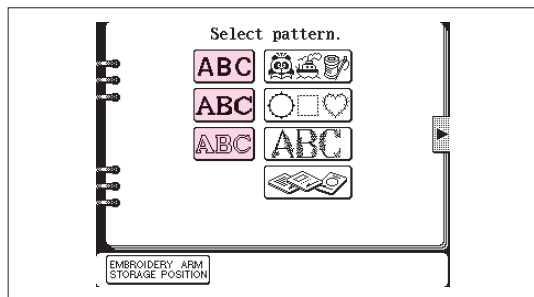 Select pattern.
ABC
ABC
ABC
ABC
EMBROIDERY ARM
STORAGE POSITION